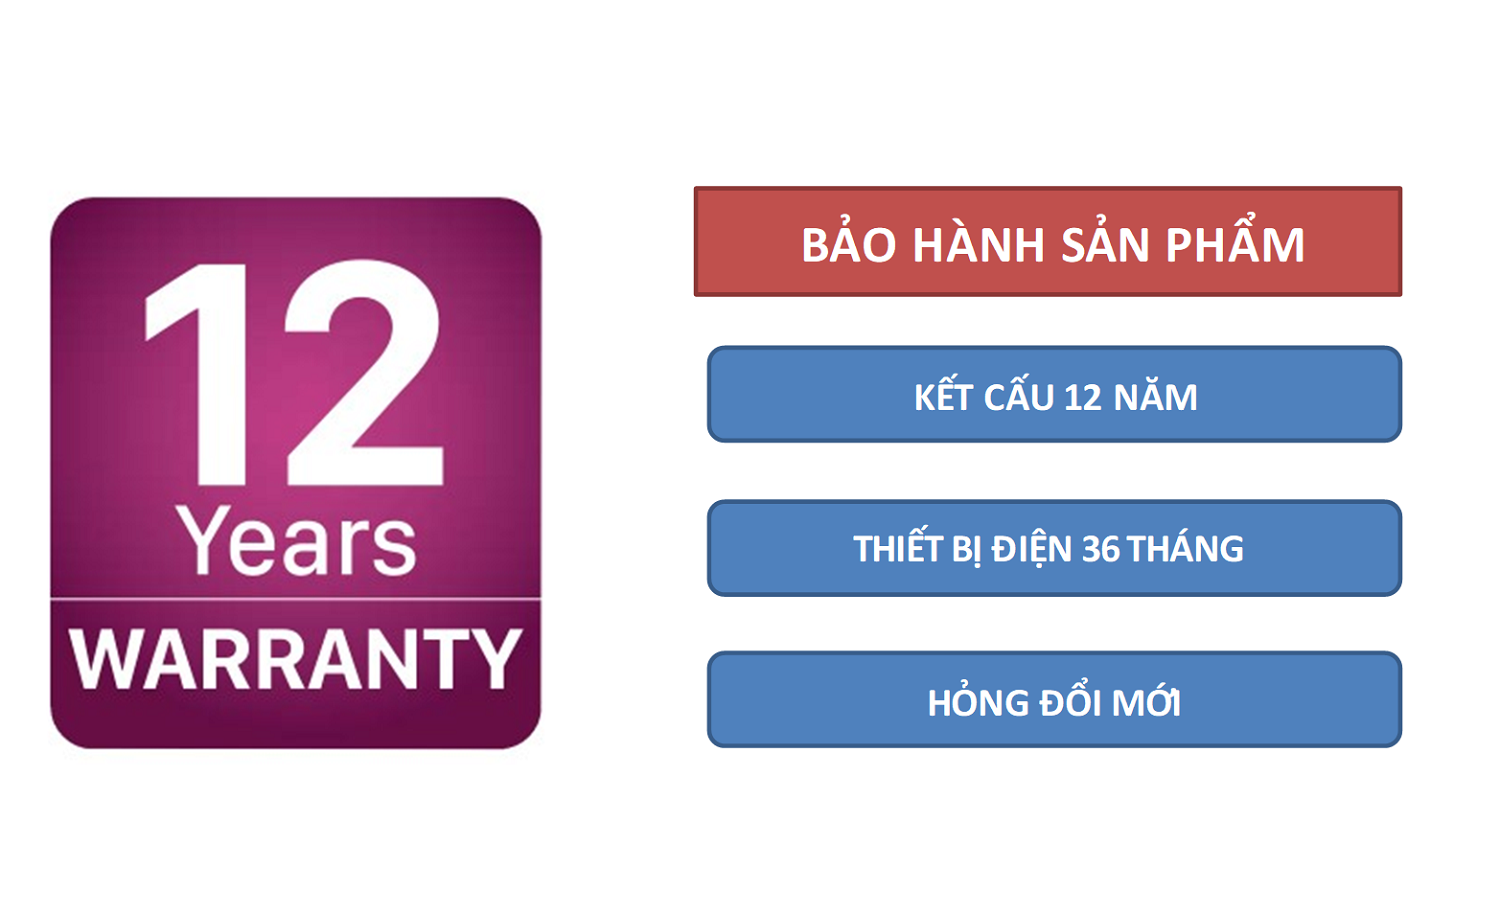 12
Years
WARRANTY
BẢO HÀNH SẢN PHẨM
KẾT CẤU 12 NĂM
THIẾT BỊ ĐIỆN 36 THÁNG
HỎNG ĐỔI MỚI